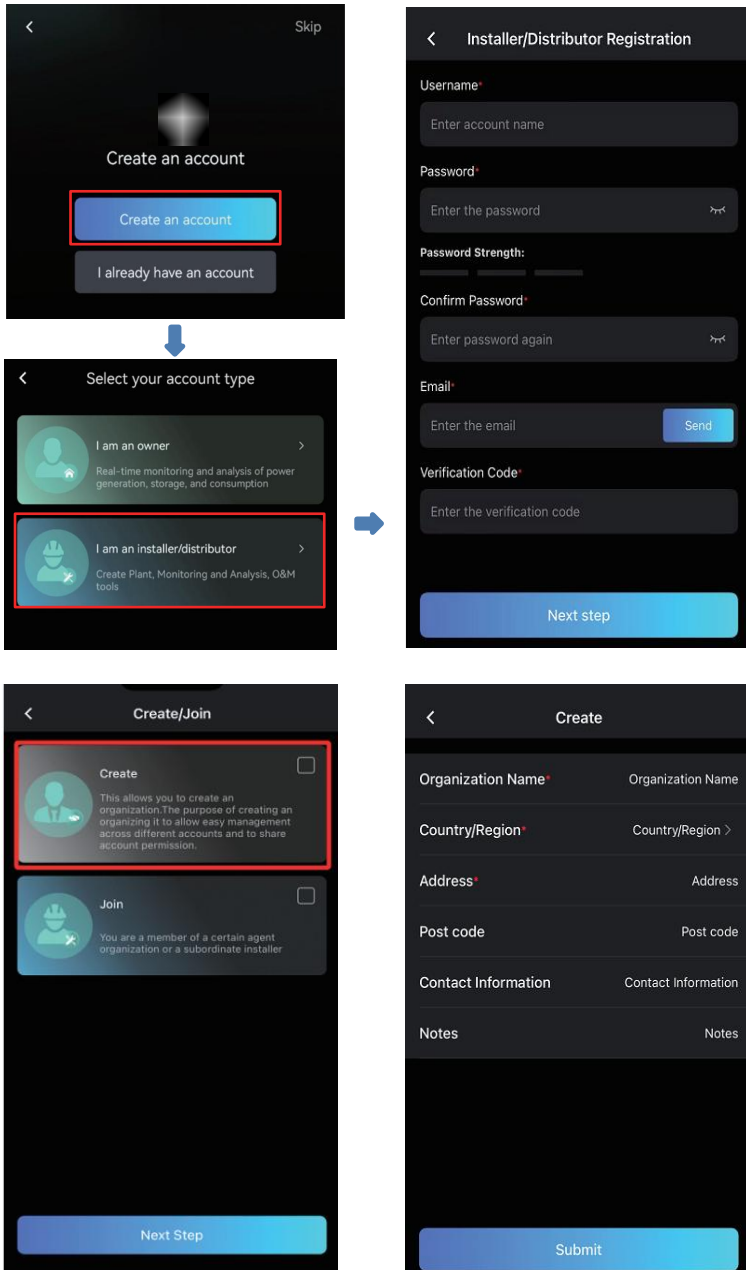 Skip
Create an account
Create an account
I already have an account
Select your account type
I am an owner
Real-time monitoring and analysis of power
generation, storage, and consumption
I am an installer/distributor
Create Plant, Monitoring and Analysis, O&M
tools
Installer/Distributor Registration
Username*
Enter account name
Password*
Enter the password
Password Strength:
Confirm Password*
Enter password again
Email*
Enter the email
Send
Verification Code*
Enter the verification code
Next step
Create/Join
Create
This allows you to create an
organization.The purpose of creating an
organizing it to allow easy management
across different accounts and to share
account permission.
Join
You are a member of a certain agent
organization or a subordinate installer
Next Step
Create
Organization Name* Organization Name
Country/Region* Country/Region >
Address* Address
Post code Post code
Contact Information Contact Information
Notes Notes
Submit